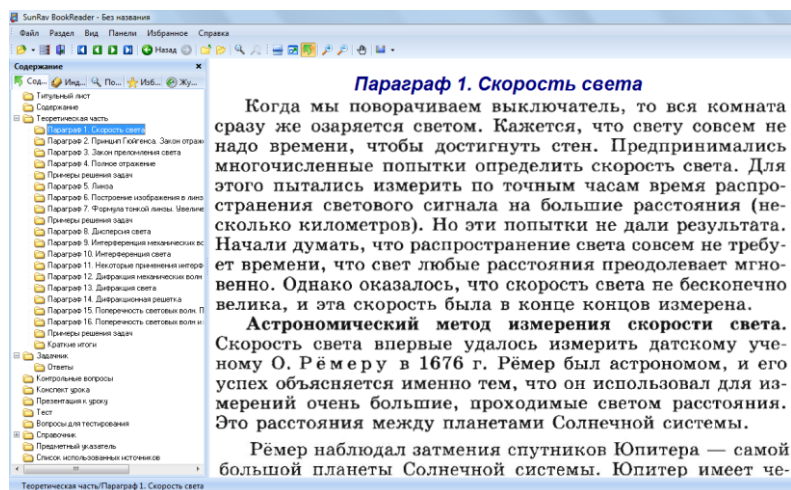 SunRav BookReader - Без названия
Файл Раздел Вид Панели Избранное Справка
Назад
Содержание
Сод... Инд... По... Изб... Жу...
Титульный лист
Содержание
Теоретическая часть
Параграф 1. Скорость света
Параграф 2. Принцип Гюйгенса. Закон отраж
Параграф 3. Закон преломления света
Параграф 4. Полное отражение
Примеры решения задач
Параграф 5. Линза
Параграф 6. Построение изображения в линз
Параграф 7. Формула тонкой линзы. Увеличе
Примеры решения задач
Параграф 8. Дисперсия света
Параграф 9. Интерференция механических вс
Параграф 10. Интерференция света
Параграф 11. Некоторые применения интерф
Параграф 12. Дифракция механических волн
Параграф 13. Дифракция света
Параграф 14. Дифракционная решетка
Параграф 15. Поперечность световых волн. П
Параграф 16. Поперечность световых волн и
Примеры решения задач
Краткие итоги
Задачник
Ответы
Контрольные вопросы
Конспект урока
Презентация к уроку
Тест
Вопросы для тестирования
Справочник
Предметный указатель
Список использованных источников
Параграф 1. Скорость света
Когда мы поворачиваем выключатель, то вся комната
сразу же озаряется светом. Кажется, что свету совсем не
надо времени, чтобы достигнуть стен. Предпринимались
многочисленные попытки определить скорость света. Для
этого пытались измерить по точным часам время распро-
странения светового сигнала на большие расстояния (не-
сколько километров). Но эти попытки не дали результата.
Начали думать, что распространение света совсем не требу-
ет времени, что свет любые расстояния преодолевает мгно-
венно. Однако оказалось, что скорость света не бесконечно
велика, и эта скорость была в конце концов измерена.
Астрономический метод измерения скорости света.
Скорость света впервые удалось измерить датскому уче-
ному О. Рёмеру в 1676 г. Рёмер был астрономом, и его
успех объясняется именно тем, что он использовал для из-
мерений очень большие, проходимые светом расстояния.
Это расстояния между планетами Солнечной системы.
Рёмер наблюдал затмения спутников Юпитера — самой
большой планеты Солнечной системы. Юпитер имеет че-
Теоретическая часть/Параграф 1. Скорость света